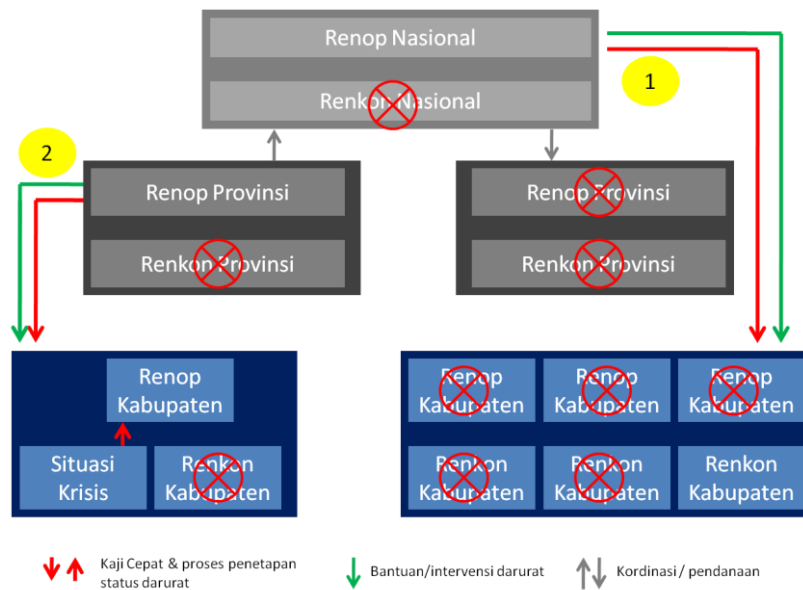 Renop Nasional
1
Renkon Nasional
2
Renop Provinsi
Renop Provinsi
Renkon Provinsi
Renkon Provinsi
Renop
Kabupaten
Renop
Kabupaten
Renop
Kabupaten
Renop
Kabupaten
Situasi
Krisis
Renkon
Kabupaten
Renkon
Kabupaten
Renkon
Kabupaten
Renkon
Kabupaten
Kaji Cepat & proses penetapan
status darurat
Bantuan/intervensi darurat
Kordinasi / pendanaan